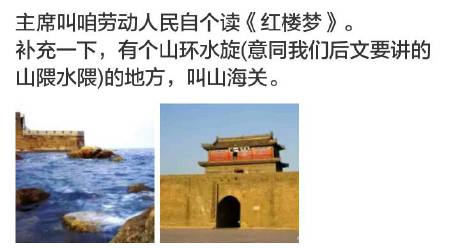 主席叫咱劳动人民自个读《红楼梦》。
补充一下，有个山环水旋(意同我们后文要讲的
山隈水隈)的地方，叫山海关。